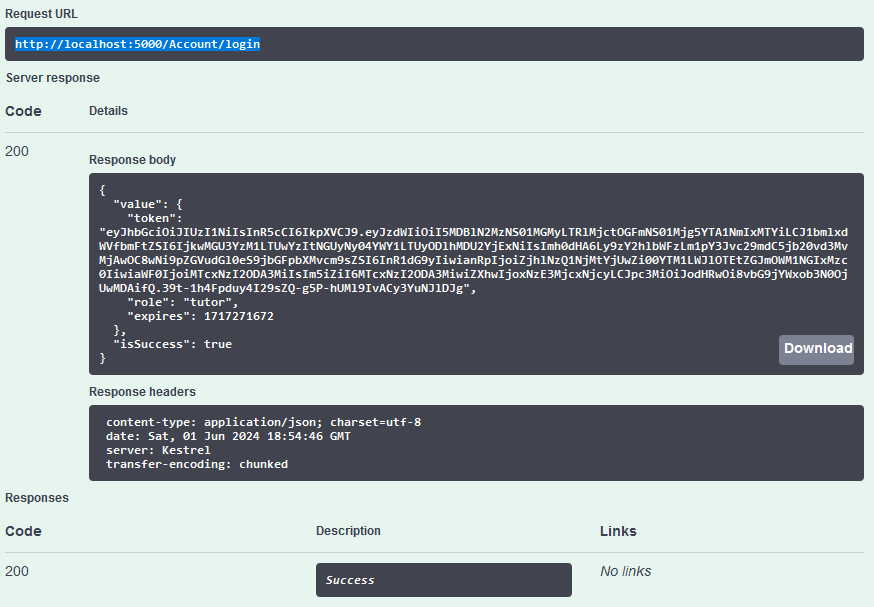 Request URL
http://localhost:5000/Account/login
Server response
Code Details
200
Response body
{
"value": {
"token":
"eyJhbGciOiJIUzI1NiIsInR5cCI6IkpXVCJ9.eyJzdWIiOiI5MDBlN2MzNS01MGMyLTRlMjctOGFmNS01Mjg5YTA1NmIxMTYiLCJ1bmlxd
WVfbmFtZSI6IjkwMGU3YzM1LTUwYzItNGUyNy04YWY1LTUyODlhMDU2YjExNiIsImh0dHA6Ly9zY2hlbWFzLm1pY3Jvc29mdC5jb20vd3Mv
MjAwOC8wNi9pZGVudGl0eS9jbGFpbXMvcm9sZSI6InR1dG9yIiwianRpIjoiZjhlNzQ1NjMtYjUwZi00YTM1LWJlOTEtZGJmOWM1NGIxMzc
0IiwiaWF0IjoiMTcxNzI2ODA3MiIsIm5iZiI6MTcxNzI2ODA3MiwiZXhwIjoxNzE3MjcxNjcyLCJpc3MiOiJodHRwOi8vbG9jYWxob3N0Oj
UwMDAifQ.39t-1h4Fpduy4I29sZQ-g5P-hUMl9IvACy3YuNJlDJg",
"role": "tutor",
"expires": 1717271672
},
"isSuccess": true
}
Download
Response headers
content-type: application/json; charset=utf-8
date: Sat, 01 Jun 2024 18:54:46 GMT
server: Kestrel
transfer-encoding: chunked
Responses
Code Description Links
200 Success No links